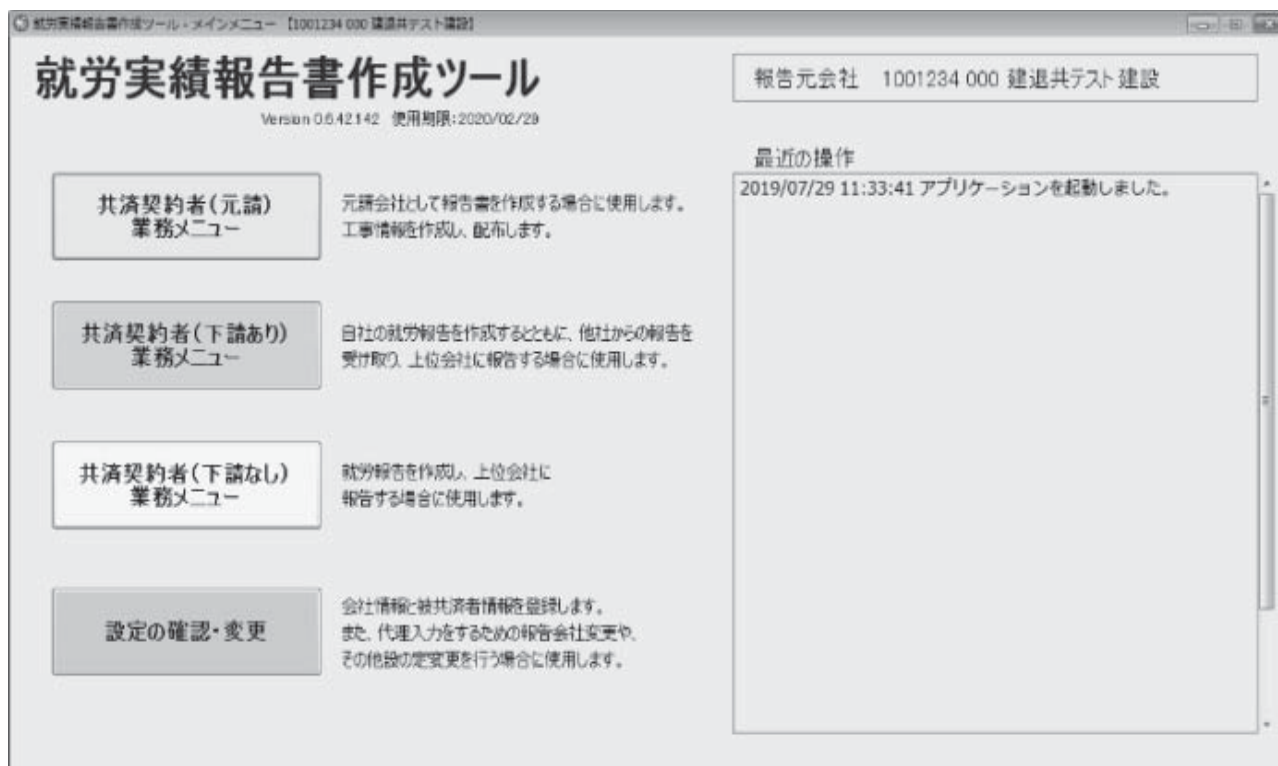 就労実績報告書作成ツール - メインメニュー 【1001234 000 建退共テスト建設】
就労実績報告書作成ツール
Version 0.6.42.142 使用期限:2020/02/29
報告元会社 1001234 000 建退共テスト建設
最近の操作
2019/07/29 11:33:41 アプリケーションを起動しました。
共済契約者(元請)
業務メニュー
元請会社として報告書を作成する場合に使用します。
工事情報を作成し、配布します。
共済契約者(下請あり)
業務メニュー
自社の就労報告を作成するとともに、他社からの報告を
受け取り、上位会社に報告する場合に使用します。
共済契約者(下請なし)
業務メニュー
就労報告を作成し、上位会社に
報告する場合に使用します。
設定の確認・変更
会社情報と被共済者情報を登録します。
また、代理入力をするための報告会社変更や、
その他設の定変更を行う場合に使用します。